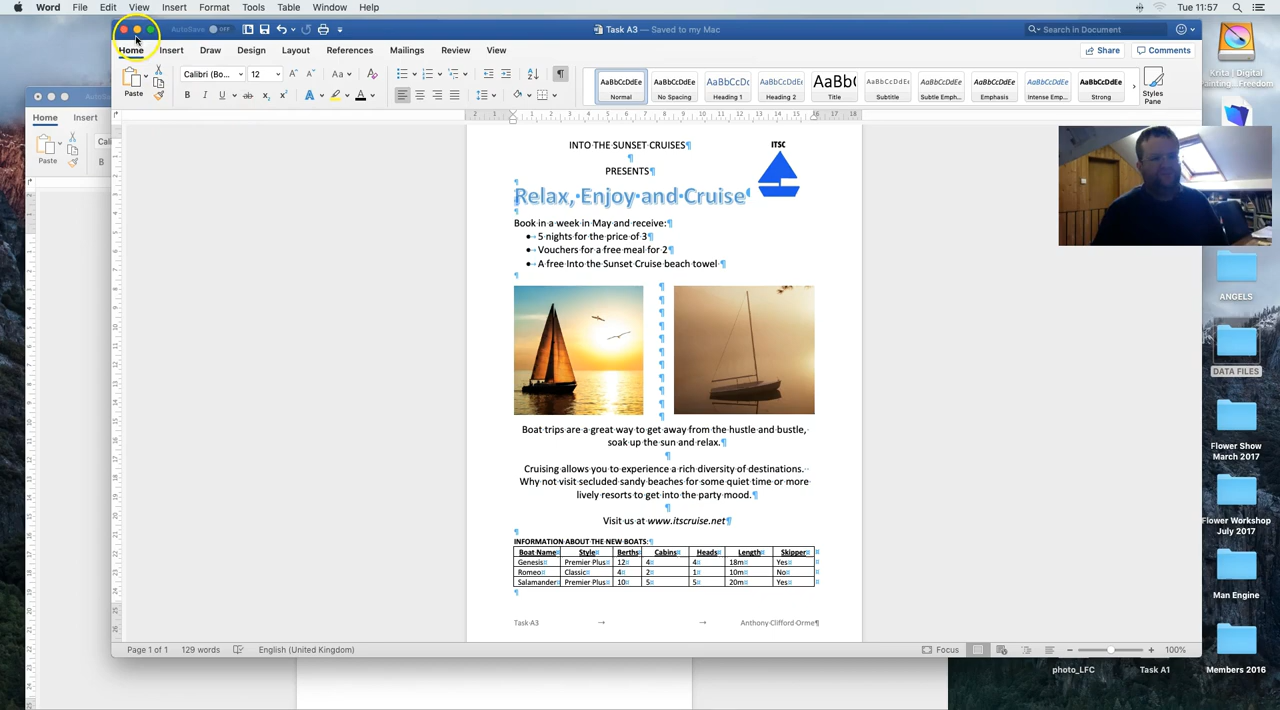 Word File Edit View Insert Format Tools Table Window Help Tue 11:57
AutoSave OFF Task A3 — Saved to my Mac Search in Document
Home Insert Draw Design Layout References Mailings Review View Share Comments
Calibri (Bo... 12 Aa
Paste
AaBbCcDdEe AaBbCcDdEe AaBbCcDc AaBbCcDdEe AaBbC AaBbCcDdEe AaBbCcDdEe AaBbCcDdEe AaBbCcDdEe AaBbCcDdEe
Normal No Spacing Heading 1 Heading 2 Title Subtitle Subtle Emph... Emphasis Intense Emp... Strong Styles Pane
Home Insert
Paste
INTO THE SUNSET CRUISES¶
ITSC
¶
PRESENTS¶
¶
Relax, Enjoy and Cruise
¶
Book in a week in May and receive:¶
• 5 nights for the price of 3¶
• Vouchers for a free meal for 2¶
• A free Into the Sunset Cruise beach towel ¶
¶
Boat trips are a great way to get away from the hustle and bustle,
soak up the sun and relax.¶
¶
Cruising allows you to experience a rich diversity of destinations.
Why not visit secluded sandy beaches for some quiet time or more
lively resorts to get into the party mood.¶
¶
Visit us at www.itscruise.net¶
¶
INFORMATION ABOUT THE NEW BOATS:¶
Boat Name Style Berths Cabins Heads Length Skipper
Genesis Premier Plus 12 4 4 18m Yes
Romeo Classic 4 2 1 10m No
Salamander Premier Plus 10 5 5 20m Yes
¶
Task A3 → → Anthony Clifford Orme¶
Page 1 of 1 129 words English (United Kingdom) Focus 100%
Krita | Digital
ANGELS
DATA FILES
Flower Show
March 2017
Flower Workshop
July 2017
Man Engine
Members 2016
photo_LFC
Task A1